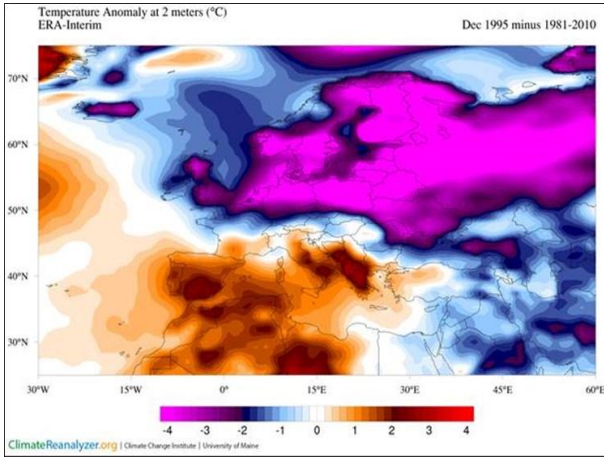 Temperature Anomaly at 2 meters (°C)
ERA-Interim
Dec 1995 minus 1981-2010
70°N
60°N
50°N
40°N
30°N
30°W 15°W 0° 15°E 30°E 45°E 60°E
-4 -3 -2 -1 0 1 2 3 4
ClimateReanalyzer.org | Climate Change Institute | University of Maine